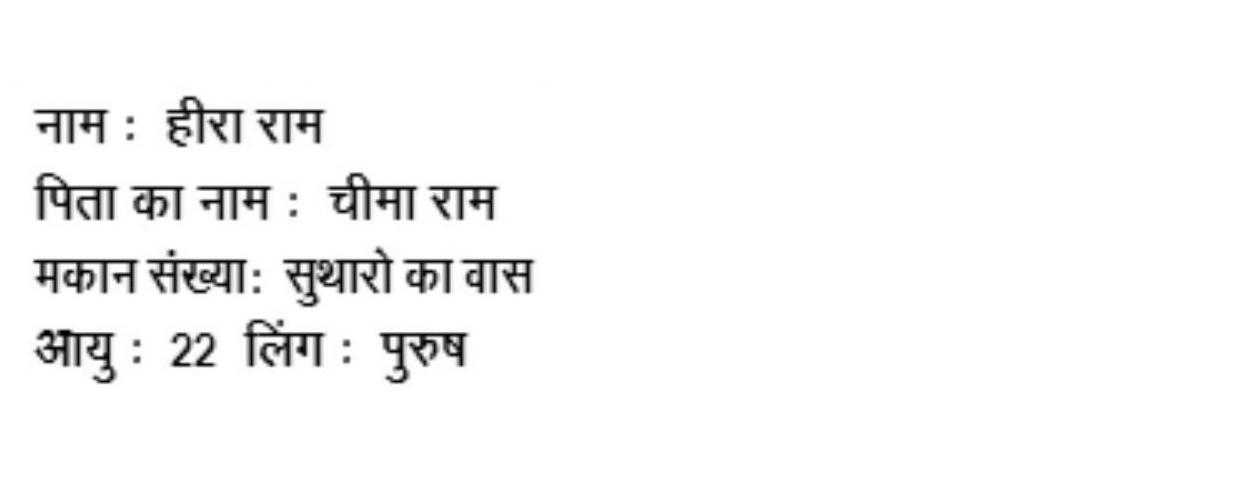 नाम : हीरा राम
पिता का नाम : चीमा राम
मकान संख्या: सुथारो का वास
आयु : 22 लिंग : पुरुष